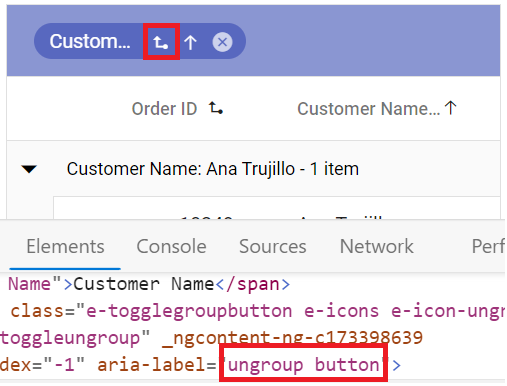 Custom...
Order ID Customer Name...
Customer Name: Ana Trujillo - 1 item
Elements Console Sources Network Perf
Name">Customer Name</span>
class="e-togglegroupbutton e-icons e-icon-ungr
toggleungroup" _ngcontent-ng-c173398639
dex="-1" aria-label="ungroup button">